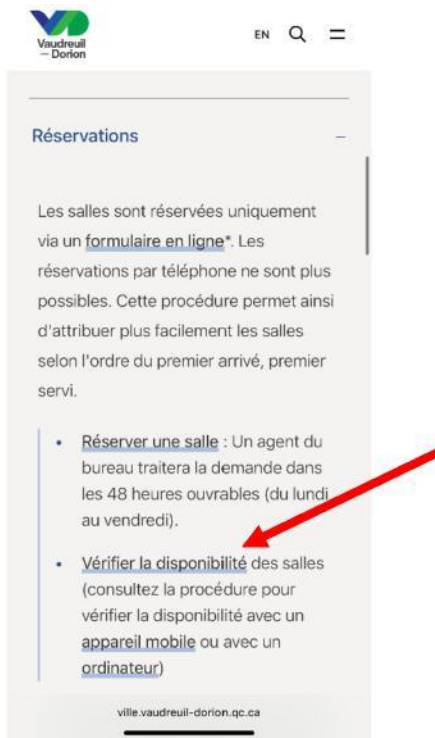 Vaudreuil
— Dorion
EN
Réservations
Les salles sont réservées uniquement
via un formulaire en ligne*. Les
réservations par téléphone ne sont plus
possibles. Cette procédure permet ainsi
d'attribuer plus facilement les salles
selon l'ordre du premier arrivé, premier
servi.
• Réserver une salle : Un agent du
bureau traitera la demande dans
les 48 heures ouvrables (du lundi
au vendredi).
• Vérifier la disponibilité des salles
(consultez la procédure pour
vérifier la disponibilité avec un
appareil mobile ou avec un
ordinateur)
ville.vaudreuil-dorion.qc.ca